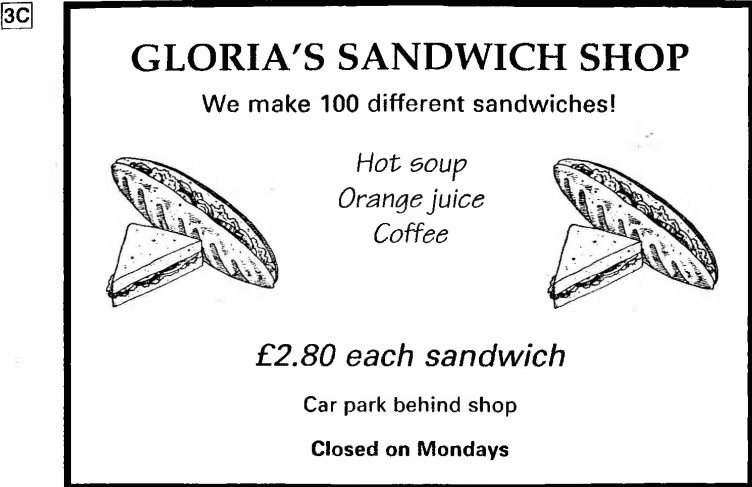 3C
GLORIA'S SANDWICH SHOP
We make 100 different sandwiches!
Hot soup
Orange juice
Coffee
£2.80 each sandwich
Car park behind shop
Closed on Mondays